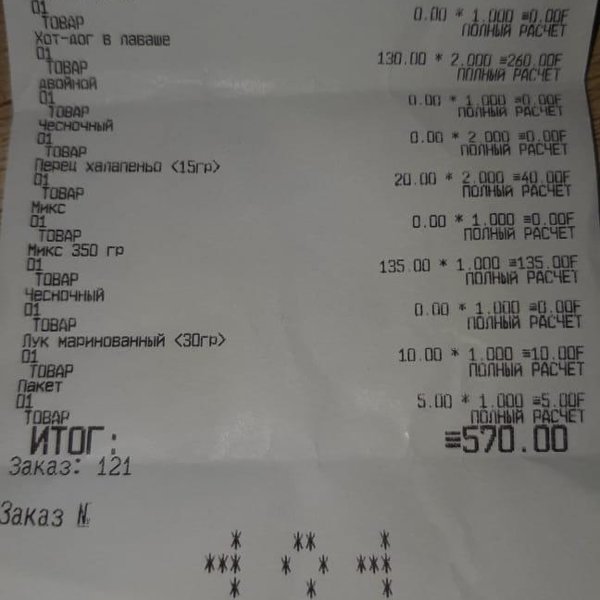 01
0.00 * 1.000 ≡0.00F
ТОВАР
ПОЛНЫЙ РАСЧЕТ
Хот-дог в лаваше
01
130.00 * 2.000 ≡260.00F
ТОВАР
ПОЛНЫЙ РАСЧЕТ
двойной
01
0.00 * 1.000 ≡0.00F
ТОВАР
ПОЛНЫЙ РАСЧЕТ
Чесночный
01
0.00 * 2.000 ≡0.00F
ТОВАР
ПОЛНЫЙ РАСЧЕТ
Перец халапеньо <15гр>
01
20.00 * 2.000 ≡40.00F
ТОВАР
ПОЛНЫЙ РАСЧЕТ
Микс
01
0.00 * 1.000 ≡0.00F
ТОВАР
ПОЛНЫЙ РАСЧЕТ
Микс 350 гр
01
135.00 * 1.000 ≡135.00F
ТОВАР
ПОЛНЫЙ РАСЧЕТ
Чесночный
01
0.00 * 1.000 ≡0.00F
ТОВАР
ПОЛНЫЙ РАСЧЕТ
Лук маринованный <30гр>
01
10.00 * 1.000 ≡10.00F
ТОВАР
ПОЛНЫЙ РАСЧЕТ
Пакет
01
5.00 * 1.000 ≡5.00F
ТОВАР
ПОЛНЫЙ РАСЧЕТ
ИТОГ: ≡570.00
Заказ: 121
Заказ №